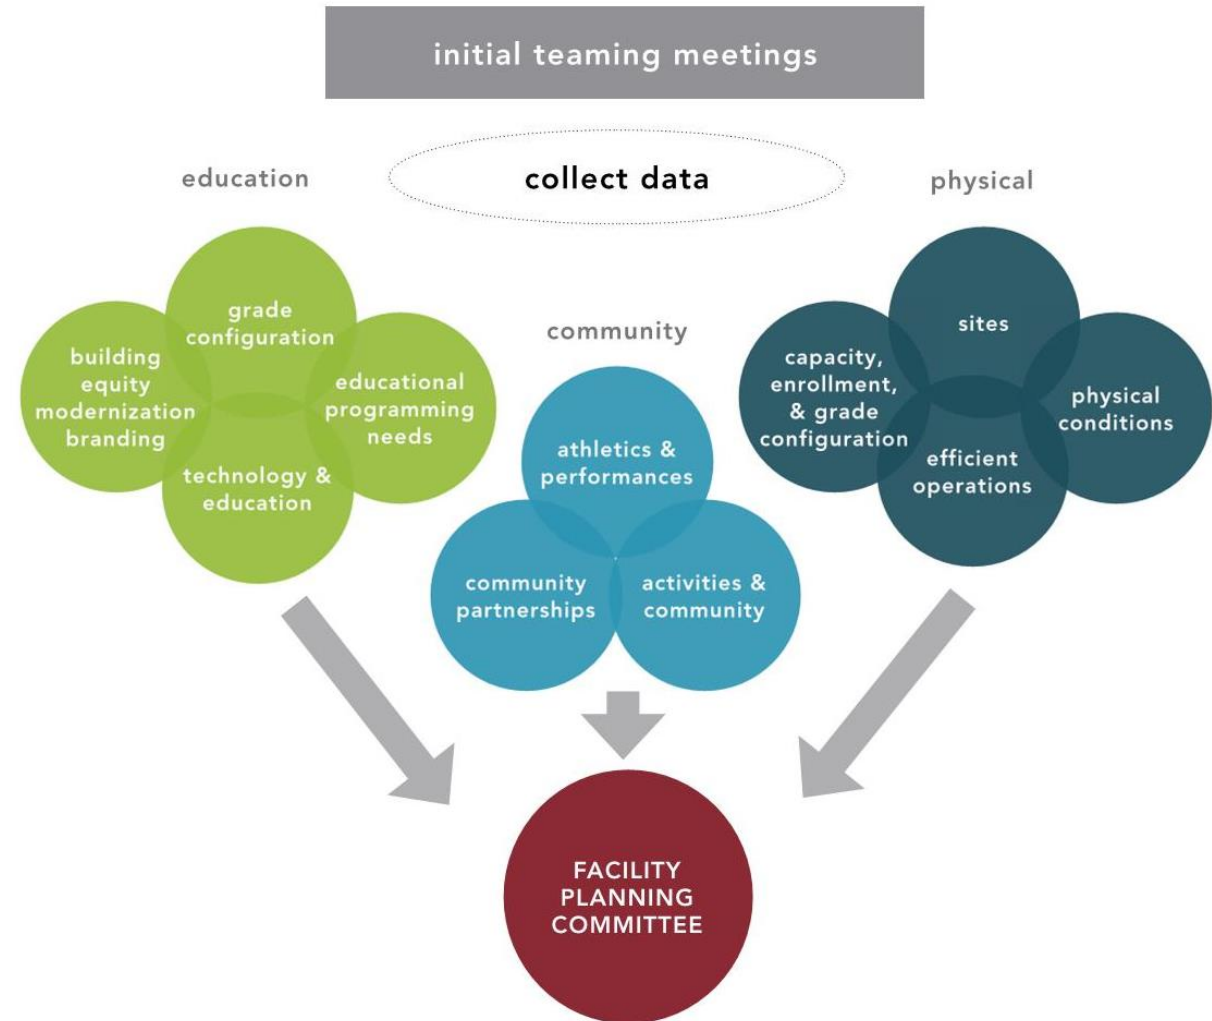 initial teaming meetings
collect data
education
grade
configuration
building
equity
modernization
branding
educational
programming
needs
technology &
education
community
athletics &
performances
community
partnerships
activities &
community
physical
sites
capacity,
enrollment,
& grade
configuration
physical
conditions
efficient
operations
FACILITY
PLANNING
COMMITTEE